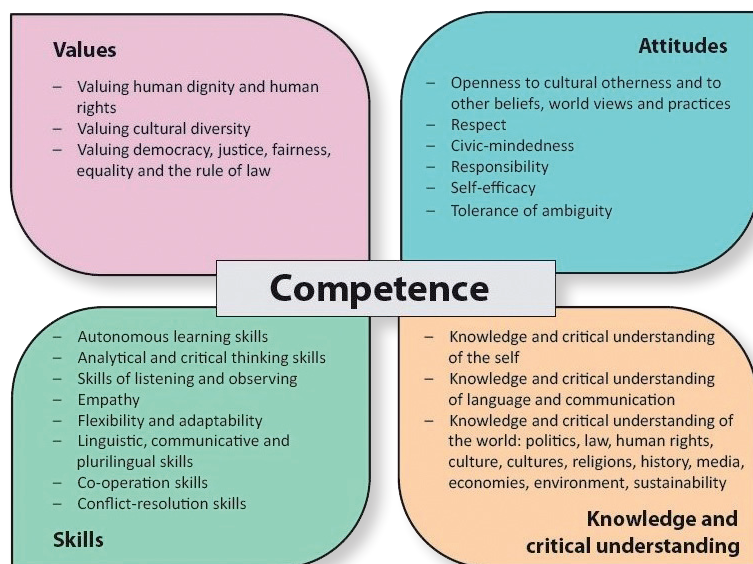 Values
– Valuing human dignity and human
rights
– Valuing cultural diversity
– Valuing democracy, justice, fairness,
equality and the rule of law
Attitudes
– Openness to cultural otherness and to
other beliefs, world views and practices
– Respect
– Civic-mindedness
– Responsibility
– Self-efficacy
– Tolerance of ambiguity
Competence
– Autonomous learning skills
– Analytical and critical thinking skills
– Skills of listening and observing
– Empathy
– Flexibility and adaptability
– Linguistic, communicative and
plurilingual skills
– Co-operation skills
– Conflict-resolution skills
Skills
– Knowledge and critical understanding
of the self
– Knowledge and critical understanding
of language and communication
– Knowledge and critical understanding of
the world: politics, law, human rights,
culture, cultures, religions, history, media,
economies, environment, sustainability
Knowledge and
critical understanding